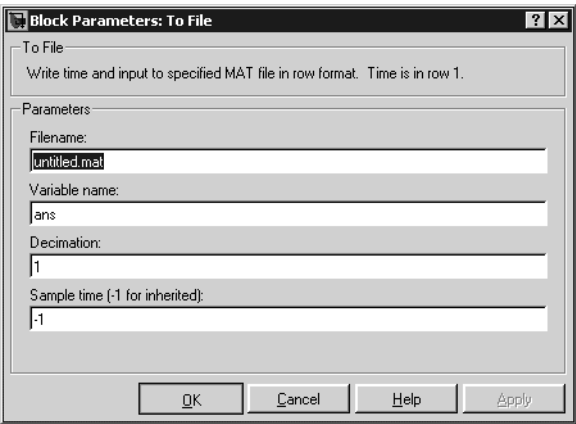 Block Parameters: To File
To File
Write time and input to specified MAT file in row format. Time is in row 1.
Parameters
Filename:
untitled.mat
Variable name:
ans
Decimation:
1
Sample time (-1 for inherited):
-1
OK Cancel Help Apply